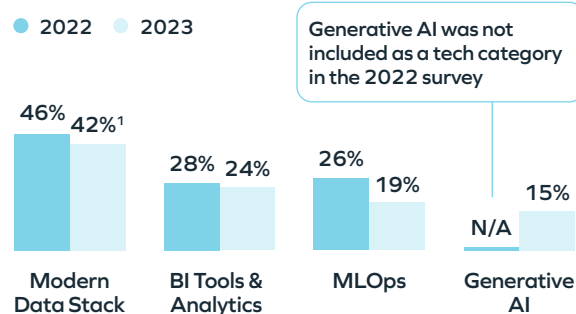 2022 2023
Generative AI was not
included as a tech category
in the 2022 survey
46% 42%¹
28% 24%
26% 19%
N/A 15%
Modern
Data Stack
BI Tools &
Analytics
MLOps
Generative
AI